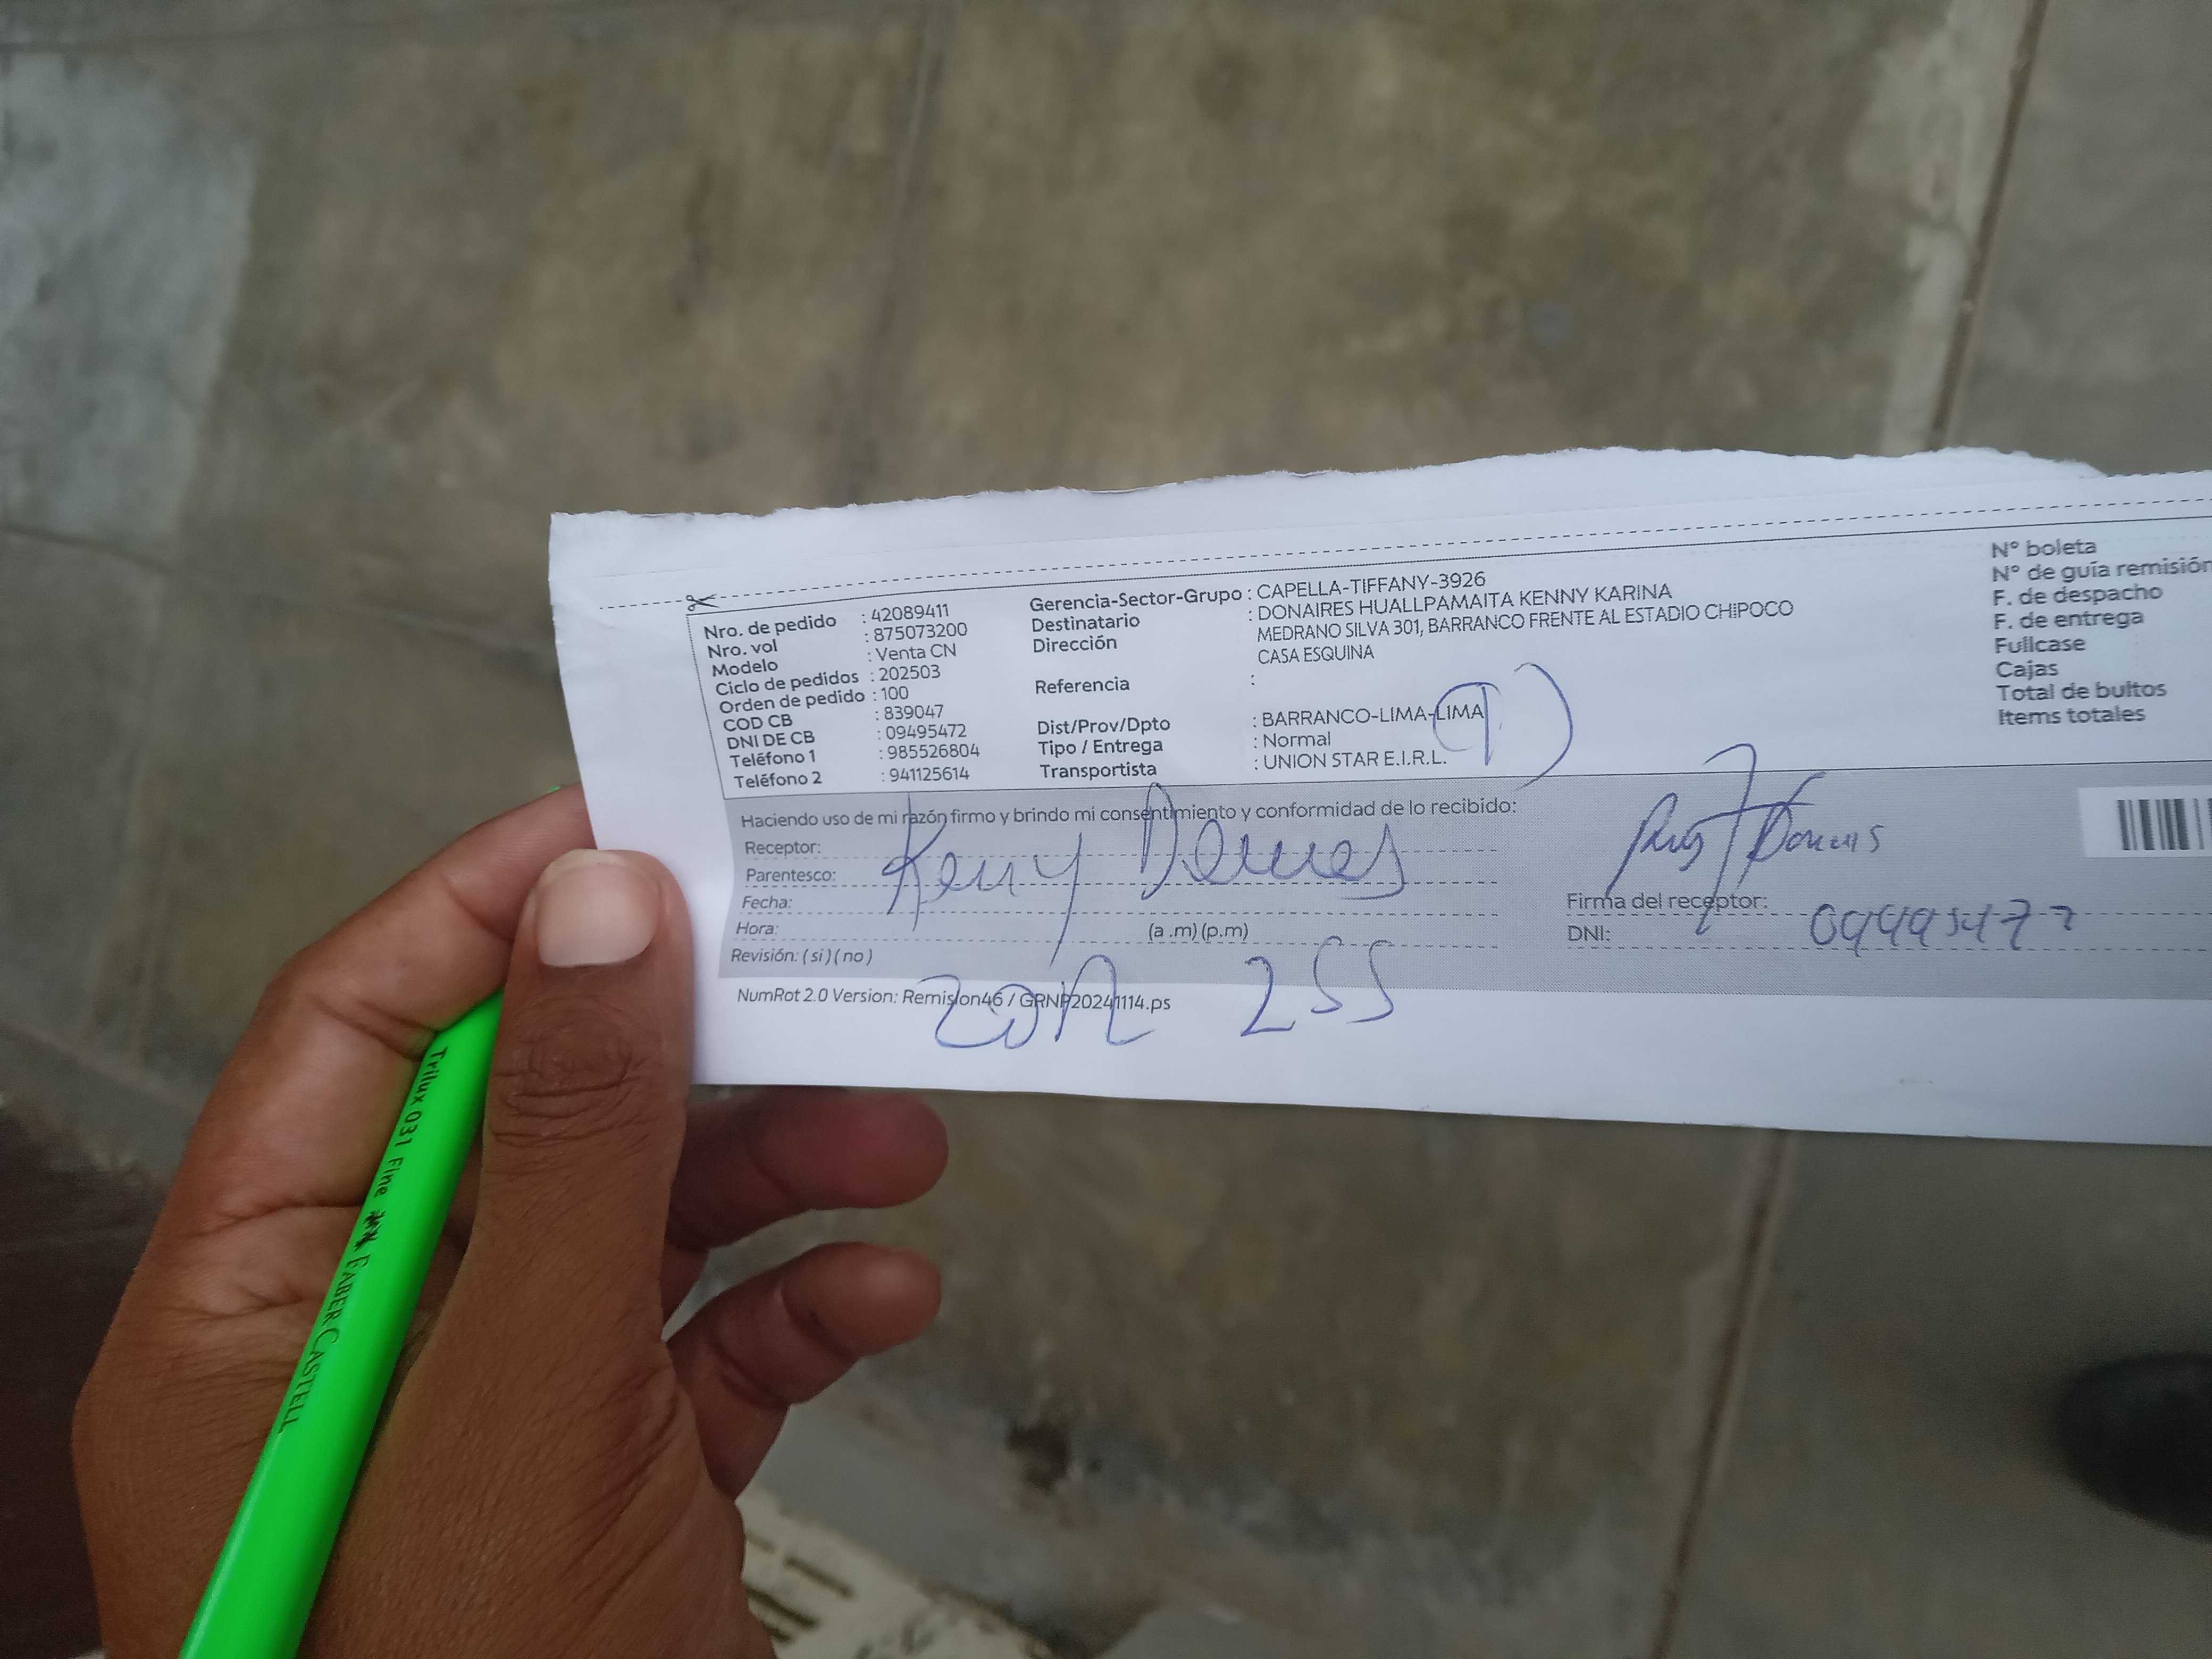 Nro. de pedido : 42089411
Nro. vol : 875073200
Modelo : Venta CN
Ciclo de pedidos : 202503
Orden de pedido : 100
COD CB : 839047
DNI DE CB : 09495472
Teléfono 1 : 985526804
Teléfono 2 : 941125614
Gerencia-Sector-Grupo : CAPELLA-TIFFANY-3926
Destinatario : DONAIRES HUALLPAMAITA KENNY KARINA
Dirección MEDRANO SILVA 301, BARRANCO FRENTE AL ESTADIO CHIPOCO
CASA ESQUINA
Referencia :
Dist/Prov/Dpto : BARRANCO-LIMA-LIMA
Tipo / Entrega : Normal
Transportista : UNION STAR E.I.R.L.
N° boleta
N° de guía remisión
F. de despacho
F. de entrega
Fullcase
Cajas
Total de bultos
Items totales
Haciendo uso de mi razón firmo y brindo mi consentimiento y conformidad de lo recibido:
Receptor:
Parentesco:
Fecha:
Hora: (a .m) (p.m)
Revisión: ( si ) ( no )
Firma del receptor:
DNI:
NumRot 2.0 Version: Remision46 / GRNP20241114.ps
255
Trilux 031 Fine FABER CASTELL